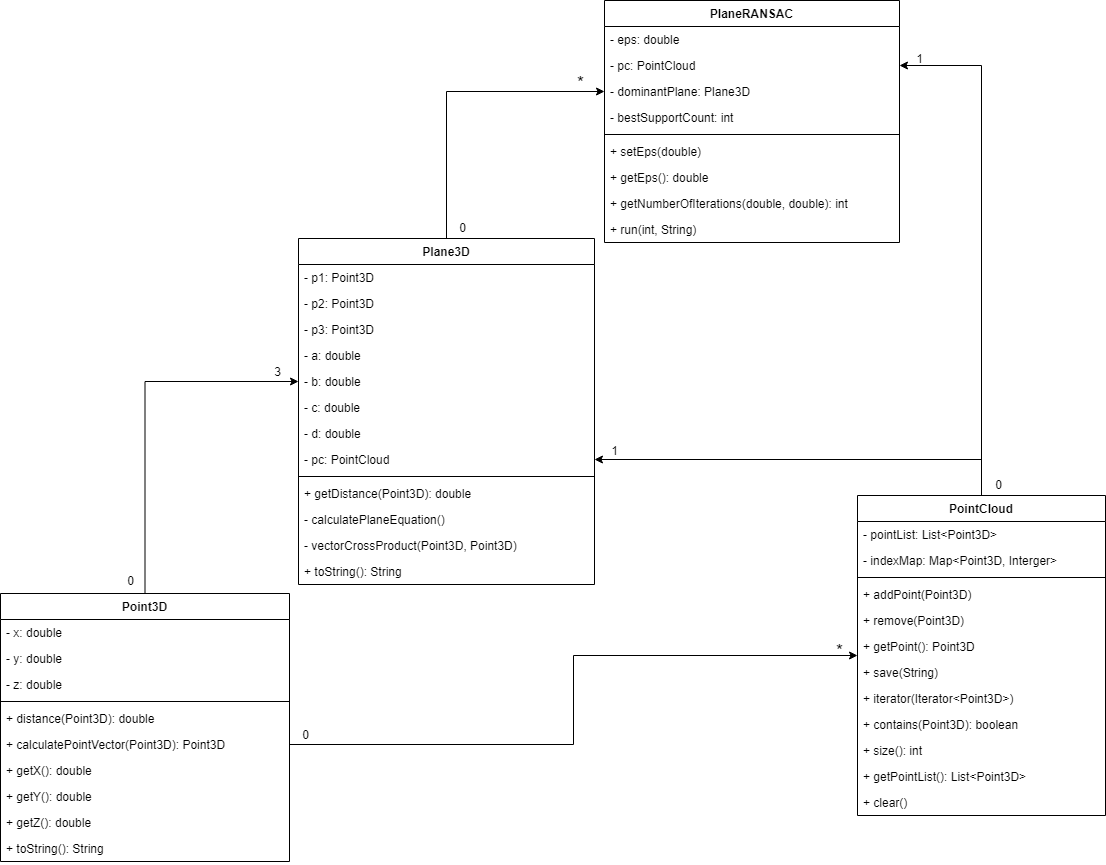 PlaneRANSAC
- eps: double
- pc: PointCloud
- dominantPlane: Plane3D
- bestSupportCount: int
+ setEps(double)
+ getEps(): double
+ getNumberOfIterations(double, double): int
+ run(int, String)
*
1
0
Plane3D
- p1: Point3D
- p2: Point3D
- p3: Point3D
- a: double
- b: double
- c: double
- d: double
- pc: PointCloud
+ getDistance(Point3D): double
- calculatePlaneEquation()
- vectorCrossProduct(Point3D, Point3D)
+ toString(): String
3
1
0
0
PointCloud
- pointList: List<Point3D>
- indexMap: Map<Point3D, Interger>
+ addPoint(Point3D)
+ remove(Point3D)
+ getPoint(): Point3D
+ save(String)
+ iterator(Iterator<Point3D>)
+ contains(Point3D): boolean
+ size(): int
+ getPointList(): List<Point3D>
+ clear()
Point3D
- x: double
- y: double
- z: double
+ distance(Point3D): double
+ calculatePointVector(Point3D): Point3D
+ getX(): double
+ getY(): double
+ getZ(): double
+ toString(): String
0
*